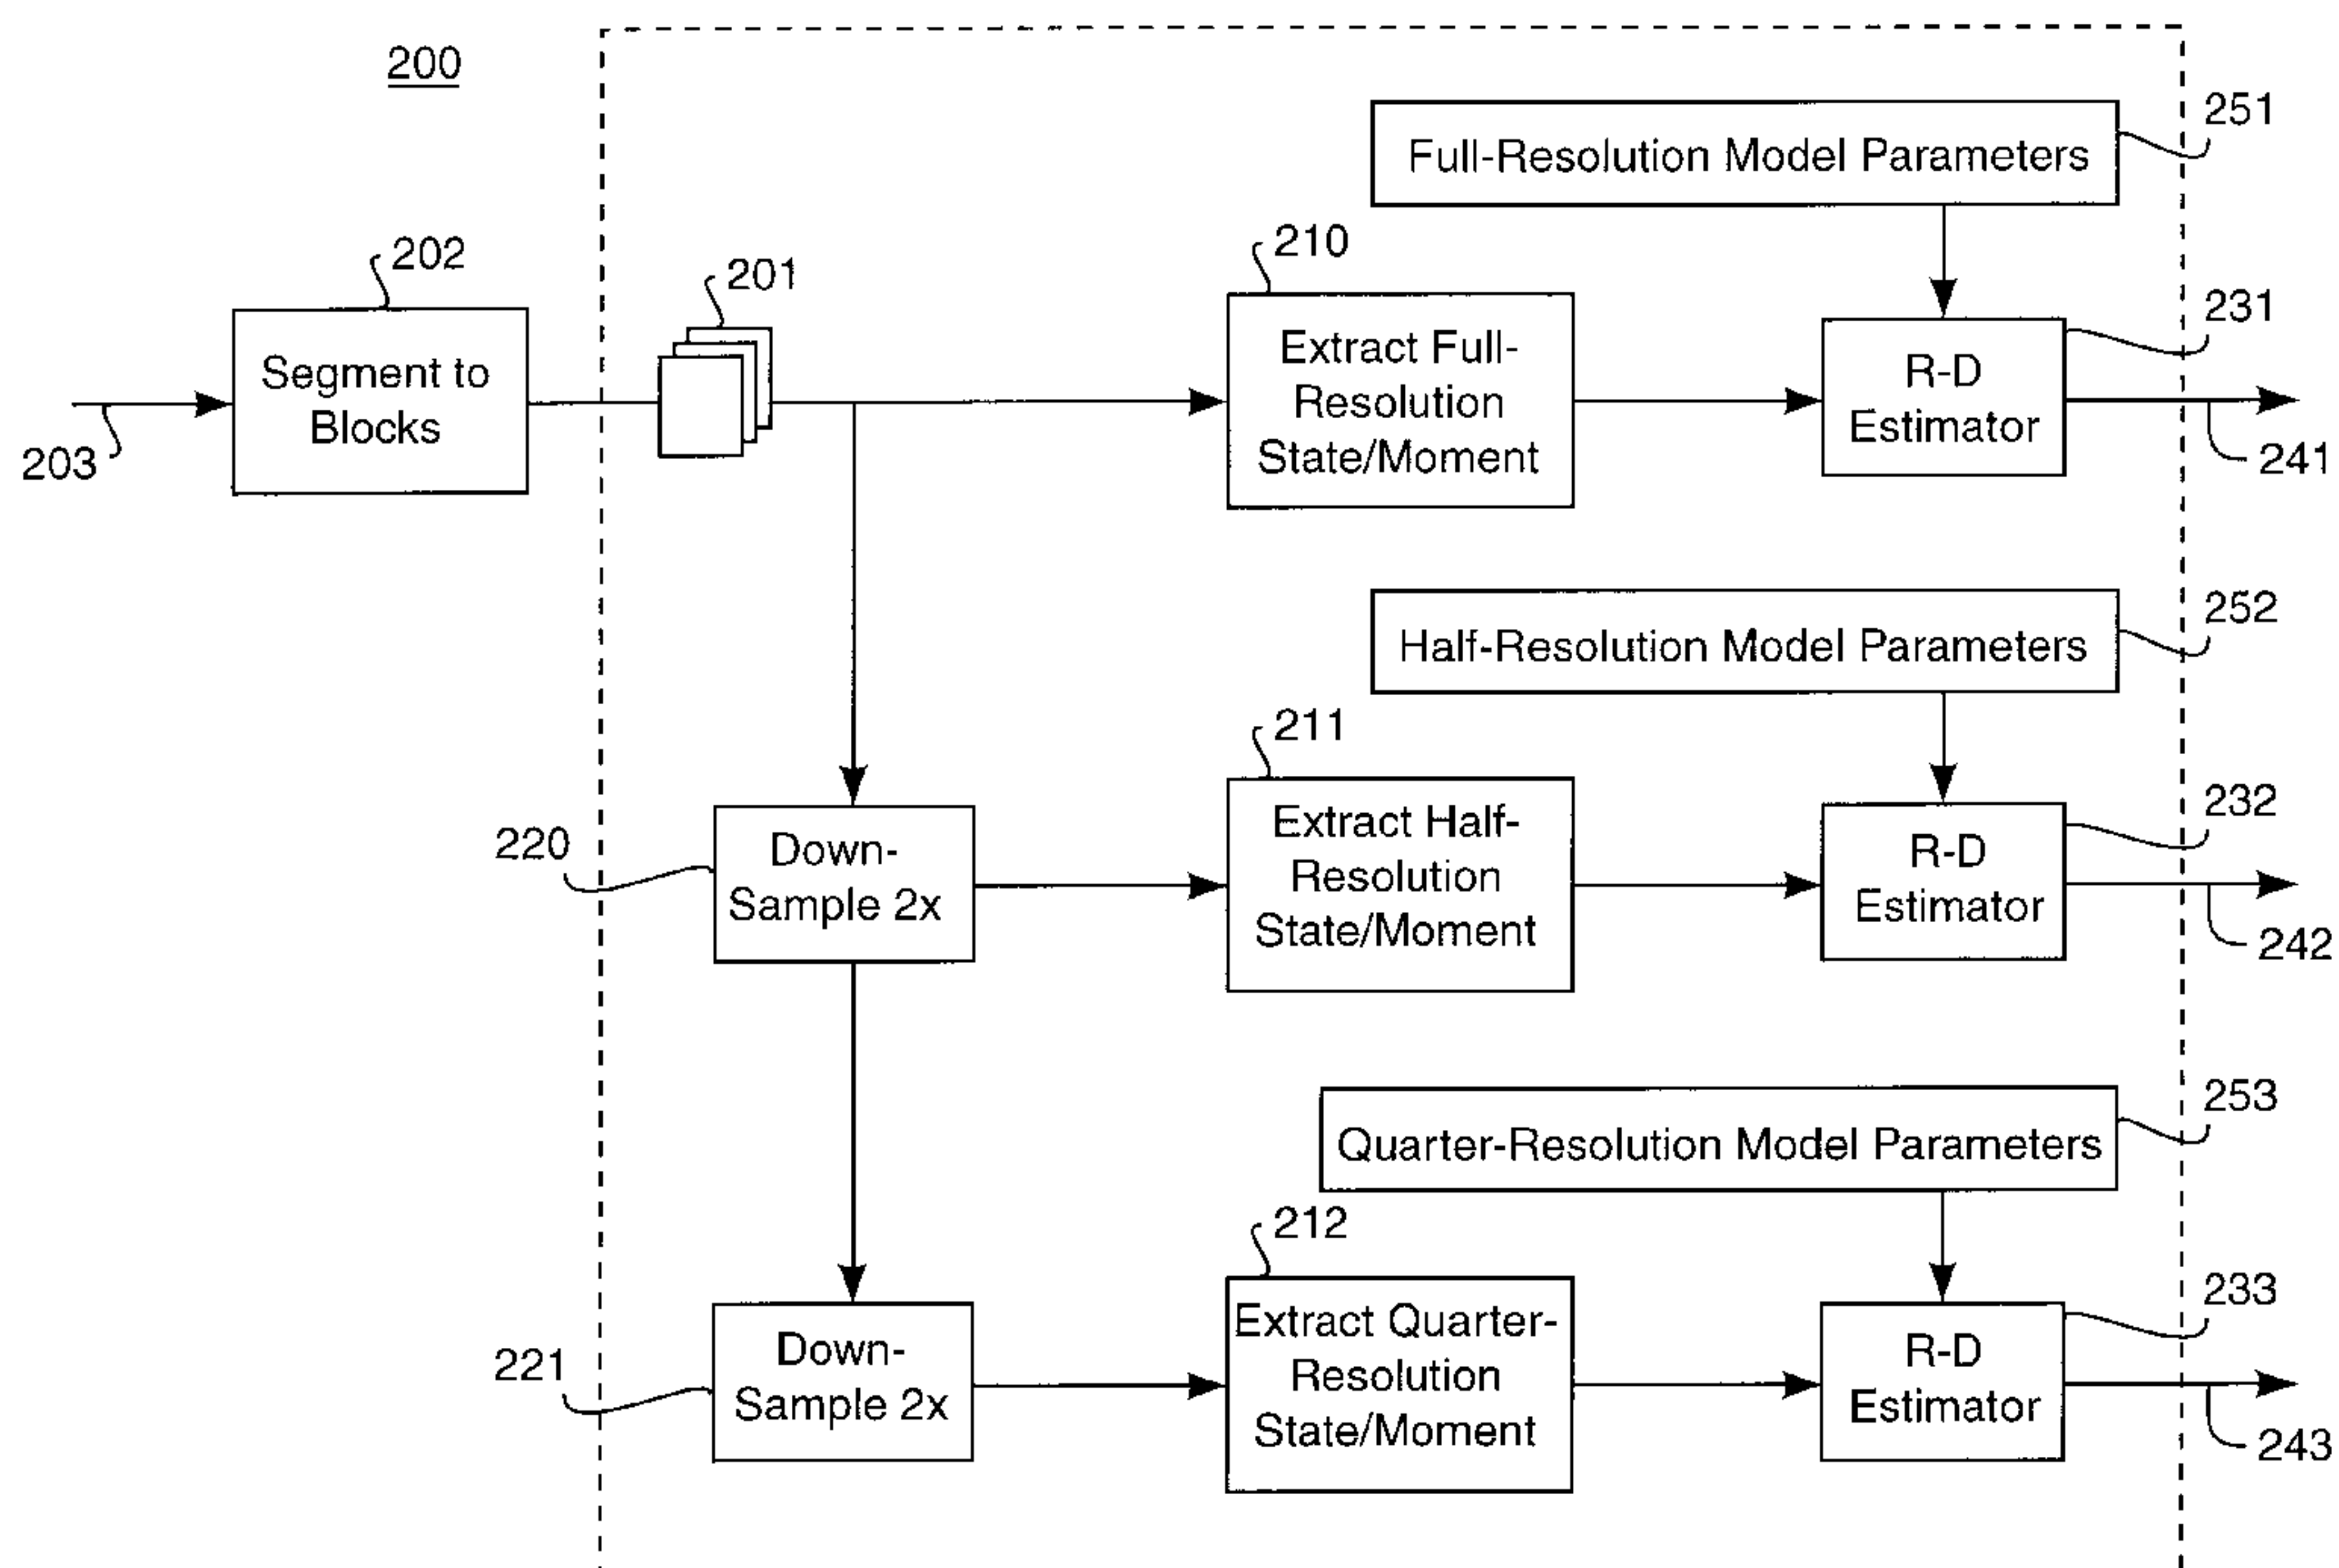 200
251
Full-Resolution Model Parameters
202
201
210
231
Segment to
Blocks
Extract Full-
Resolution
State/Moment
R-D
Estimator
203
241
252
Half-Resolution Model Parameters
211
232
220
Down-
Sample 2x
Extract Half-
Resolution
State/Moment
R-D
Estimator
242
253
Quarter-Resolution Model Parameters
212
233
221
Down-
Sample 2x
Extract Quarter-
Resolution
State/Moment
R-D
Estimator
243